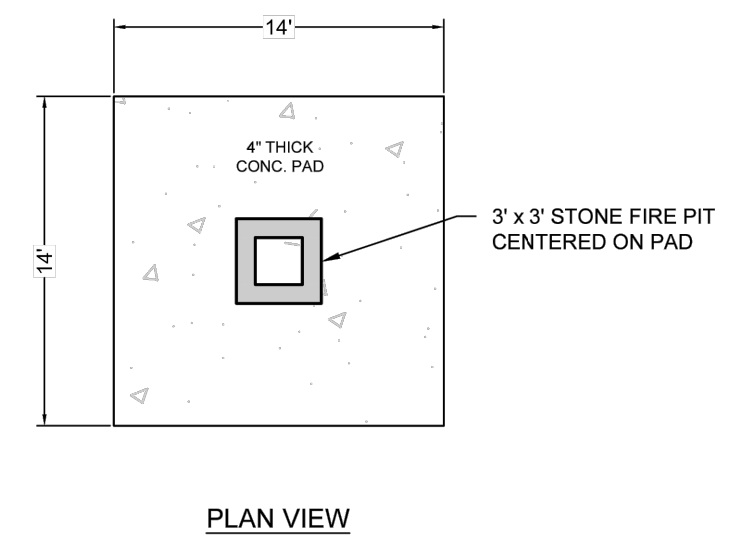 14'
4" THICK
CONC. PAD
3' x 3' STONE FIRE PIT
CENTERED ON PAD
14'
PLAN VIEW